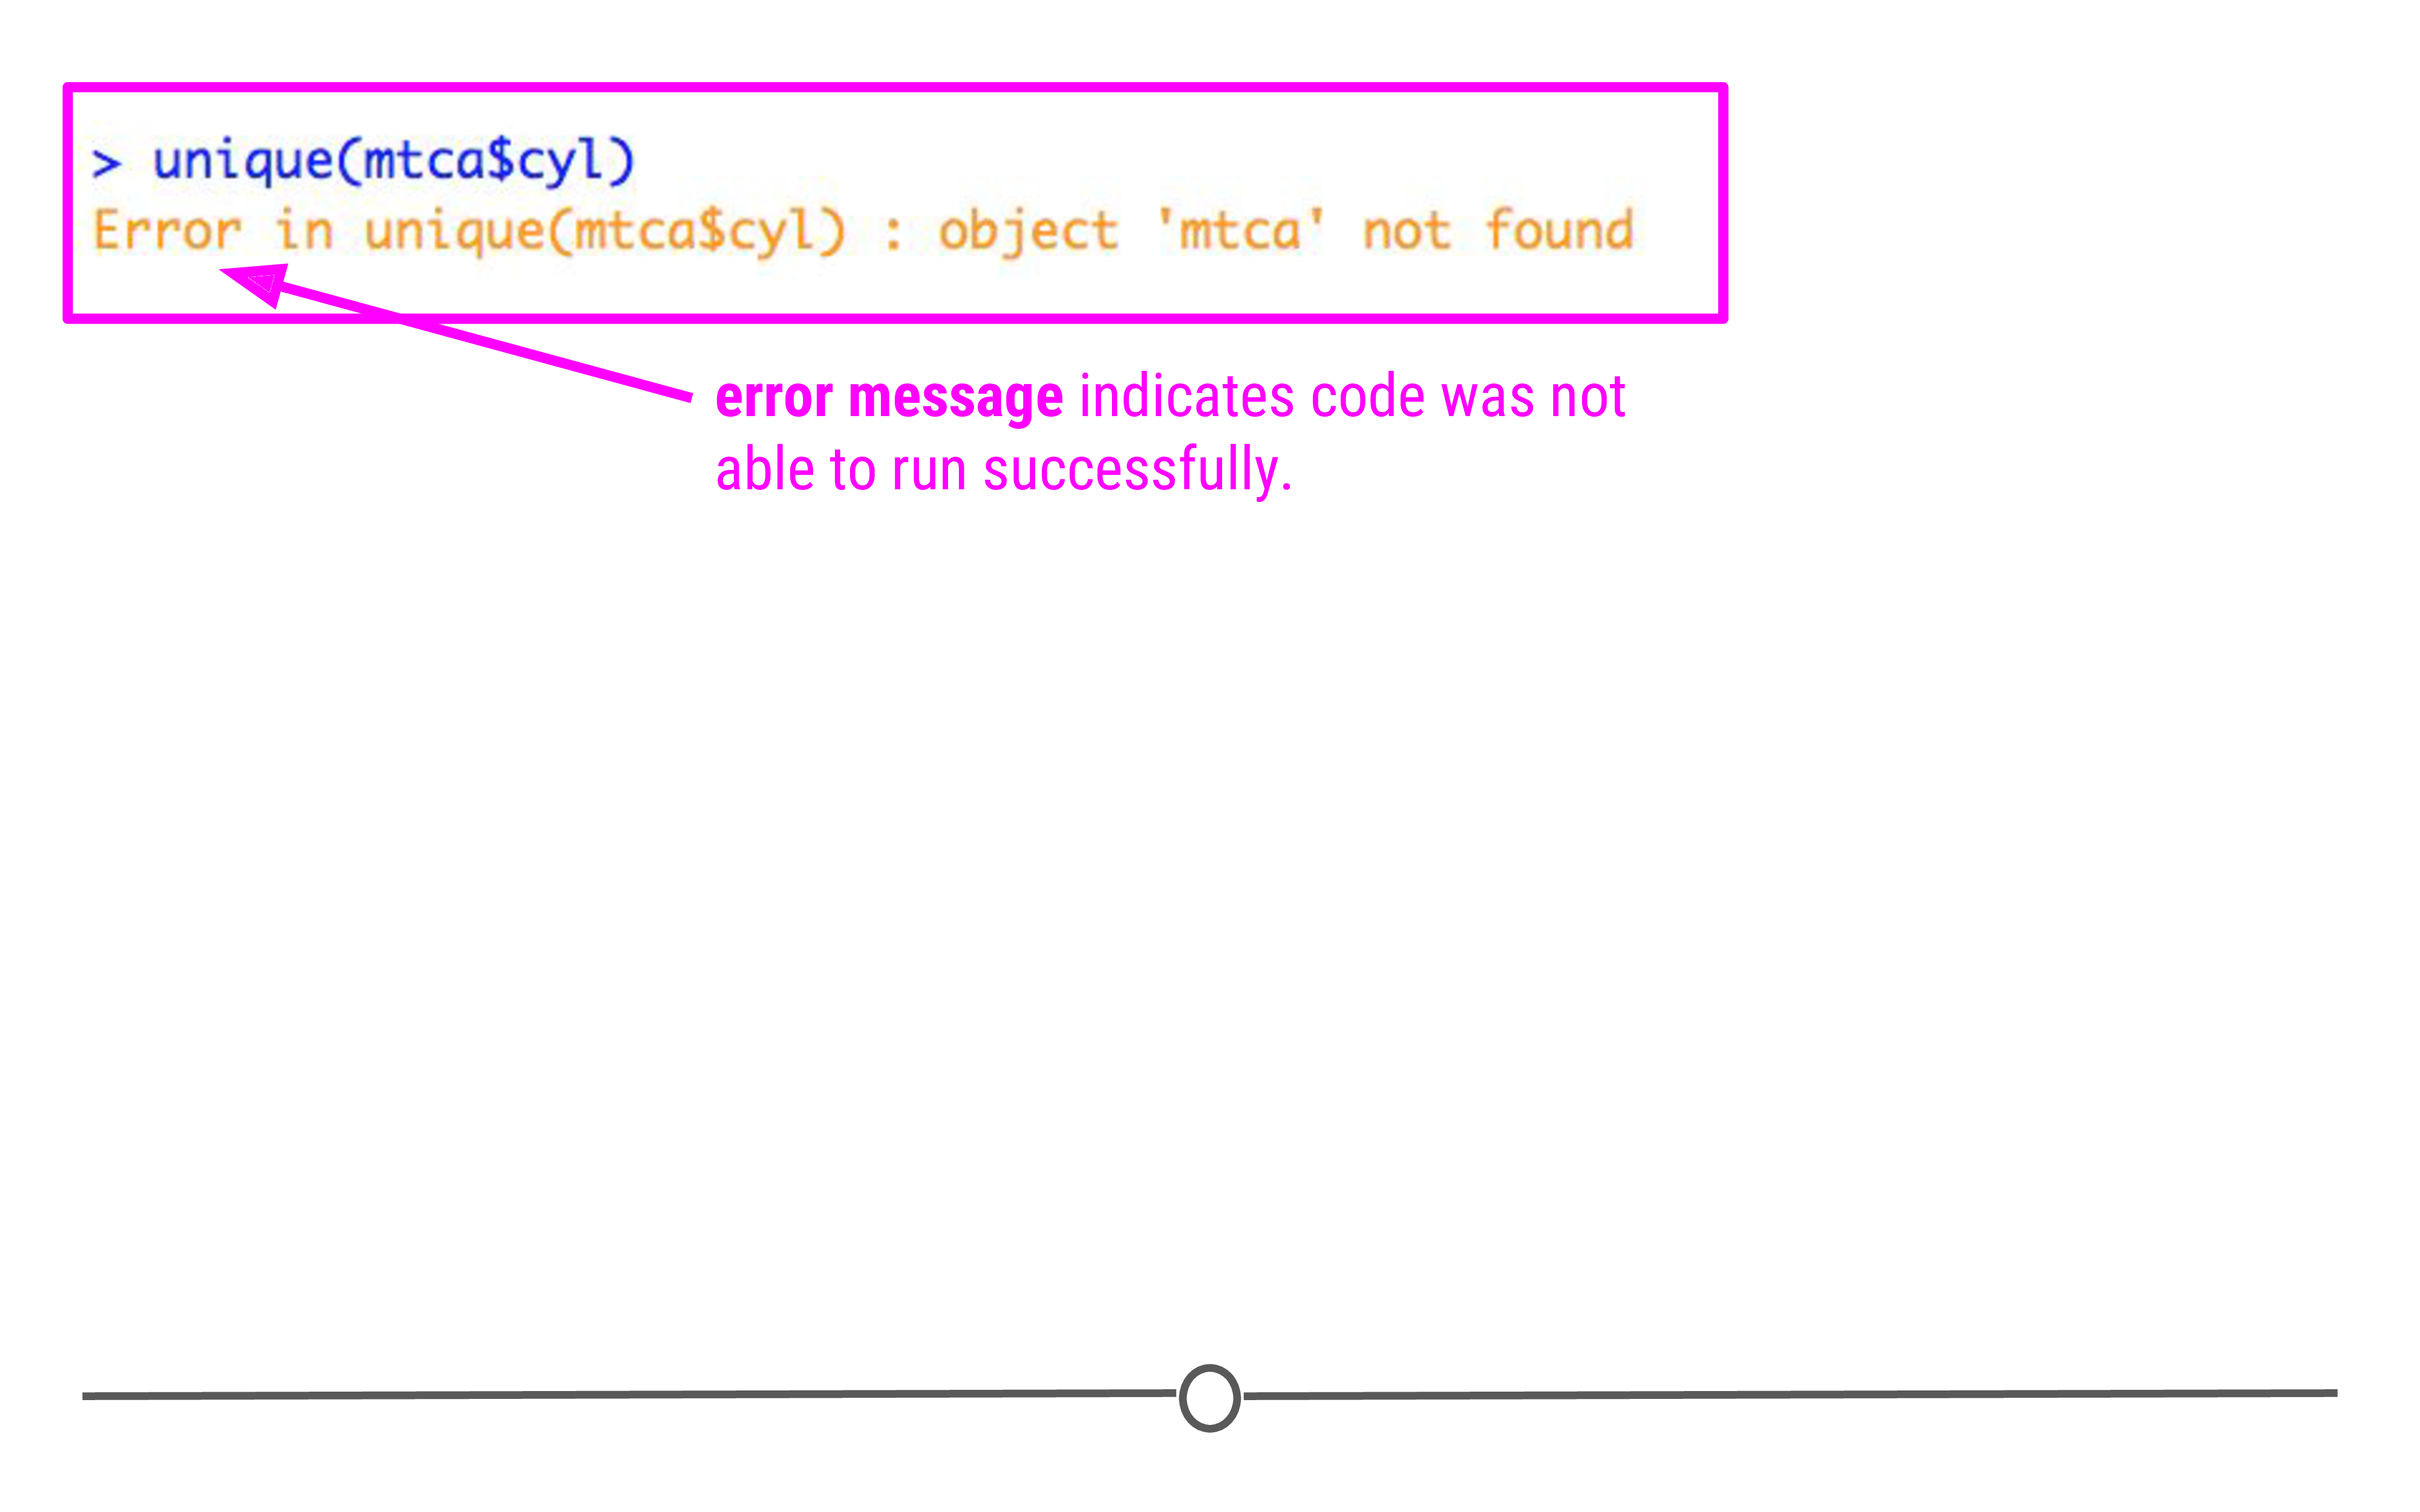 > unique(mtca$cyl)
Error in unique(mtca$cyl) : object 'mtca' not found
error message indicates code was not
able to run successfully.